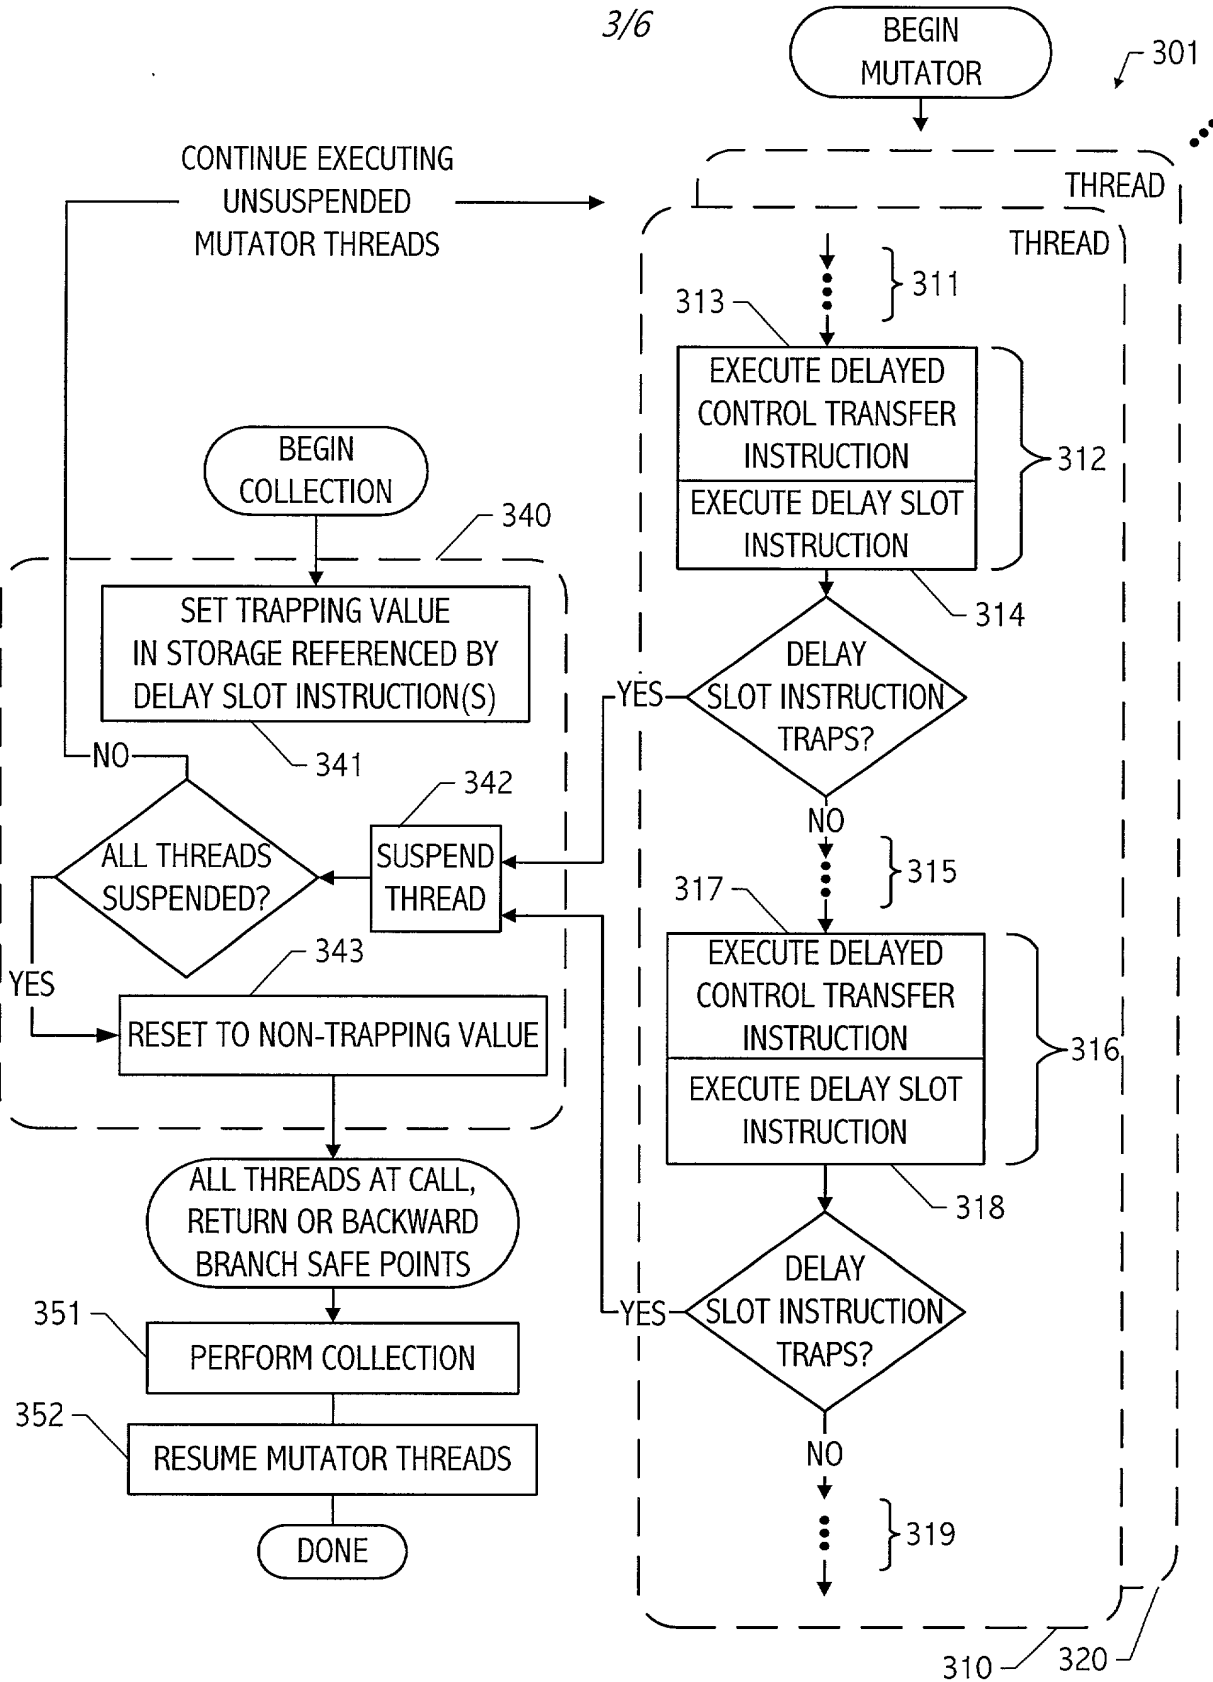 3/6
BEGIN
MUTATOR
301
CONTINUE EXECUTING
UNSUSPENDED
MUTATOR THREADS
THREAD
THREAD
311
313
EXECUTE DELAYED
CONTROL TRANSFER
INSTRUCTION
312
EXECUTE DELAY SLOT
INSTRUCTION
314
DELAY
SLOT INSTRUCTION
TRAPS?
YES
NO
315
317
EXECUTE DELAYED
CONTROL TRANSFER
INSTRUCTION
316
EXECUTE DELAY SLOT
INSTRUCTION
318
DELAY
SLOT INSTRUCTION
TRAPS?
YES
NO
319
310
320
BEGIN
COLLECTION
340
SET TRAPPING VALUE
IN STORAGE REFERENCED BY
DELAY SLOT INSTRUCTION(S)
341
NO
342
ALL THREADS
SUSPENDED?
SUSPEND
THREAD
YES
343
RESET TO NON-TRAPPING VALUE
ALL THREADS AT CALL,
RETURN OR BACKWARD
BRANCH SAFE POINTS
351
PERFORM COLLECTION
352
RESUME MUTATOR THREADS
DONE